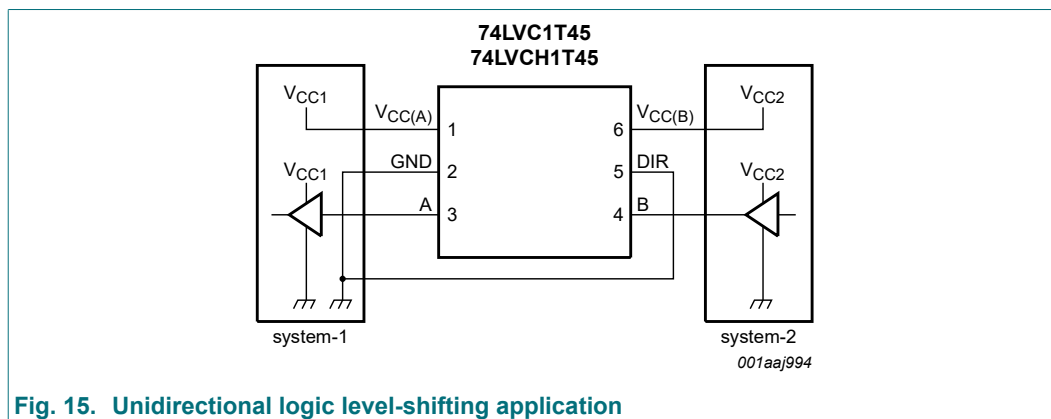 74LVC1T45
74LVCH1T45
VCC1
VCC(A)
1
6
VCC(B)
VCC2
GND
2
5
DIR
VCC1
A
3
4
B
VCC2
system-1
system-2
001aaj994
Fig. 15. Unidirectional logic level-shifting application